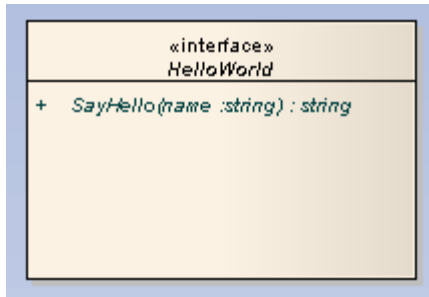 «interface»
HelloWorld
+ SayHello(name :string) : string